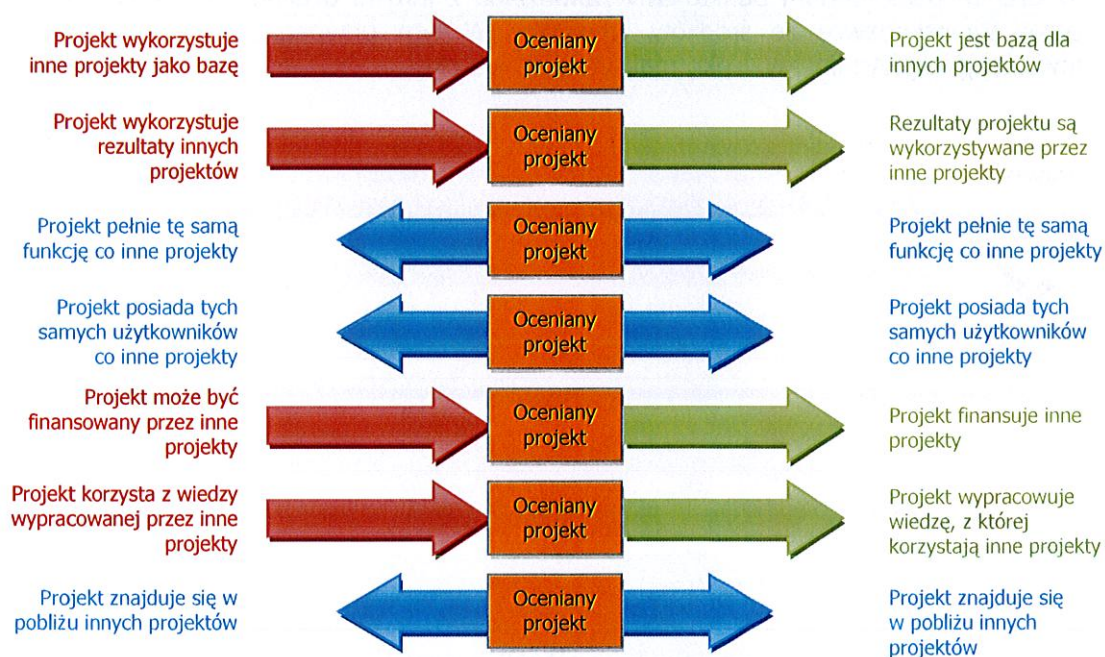 Projekt wykorzystuje
inne projekty jako bazę
Oceniany
projekt
Projekt jest bazą dla
innych projektów
Projekt wykorzystuje
rezultaty innych
projektów
Oceniany
projekt
Rezultaty projektu są
wykorzystywane przez
inne projekty
Projekt pełnie tę samą
funkcję co inne projekty
Oceniany
projekt
Projekt pełnie tę samą
funkcję co inne projekty
Projekt posiada tych
samych użytkowników
co inne projekty
Oceniany
projekt
Projekt posiada tych
samych użytkowników
co inne projekty
Projekt może być
finansowany przez inne
projekty
Oceniany
projekt
Projekt finansuje inne
projekty
Projekt korzysta z wiedzy
wypracowanej przez inne
projekty
Oceniany
projekt
Projekt wypracowuje
wiedzę, z której
korzystają inne projekty
Projekt znajduje się w
pobliżu innych projektów
Oceniany
projekt
Projekt znajduje się
w pobliżu innych
projektów